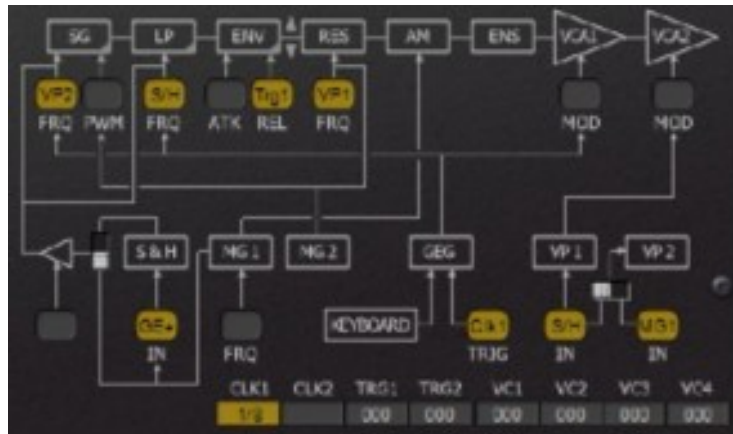 SG LP ENV RES AM ENS VCA1 VCA2
VP2 S/H Trg1 VP1
FRQ PWM FRQ ATK REL FRQ MOD MOD
S & H MG 1 MG 2 GEG VP 1 VP 2
GE+ KEYBOARD Clk1 S/H MG1
IN FRQ TRIG IN IN
CLK1 CLK2 TRG1 TRG2 VC1 VC2 VC3 VC4
1/8 000 000 000 000 000 000